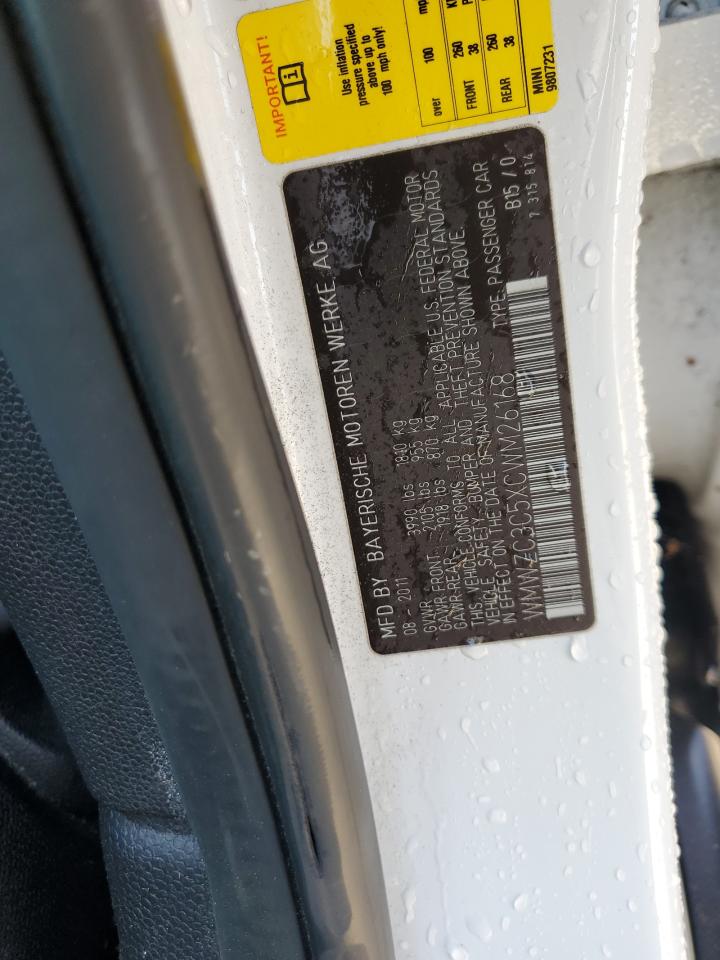 IMPORTANT!
Use inflation
pressure specified
above up to
100 mph only!
over 100 mp
FRONT 260 38
REAR 260 38
MINI
9807231
MFD BY BAYERISCHE MOTOREN WERKE AG
08 - 2011
GVWR 3990 lbs 1840 kg
GAWR FRONT 2105 lbs 955 kg
GAWR REAR 1918 lbs 870 kg
THIS VEHICLE CONFORMS TO ALL APPLICABLE U.S. FEDERAL MOTOR
VEHICLE SAFETY, BUMPER AND THEFT PREVENTION STANDARDS
IN EFFECT ON THE DATE OF MANUFACTURE SHOWN ABOVE.
WMWZC3C5XCWM26168 TYPE: PASSENGER CAR
B15 / 0
7 315 814